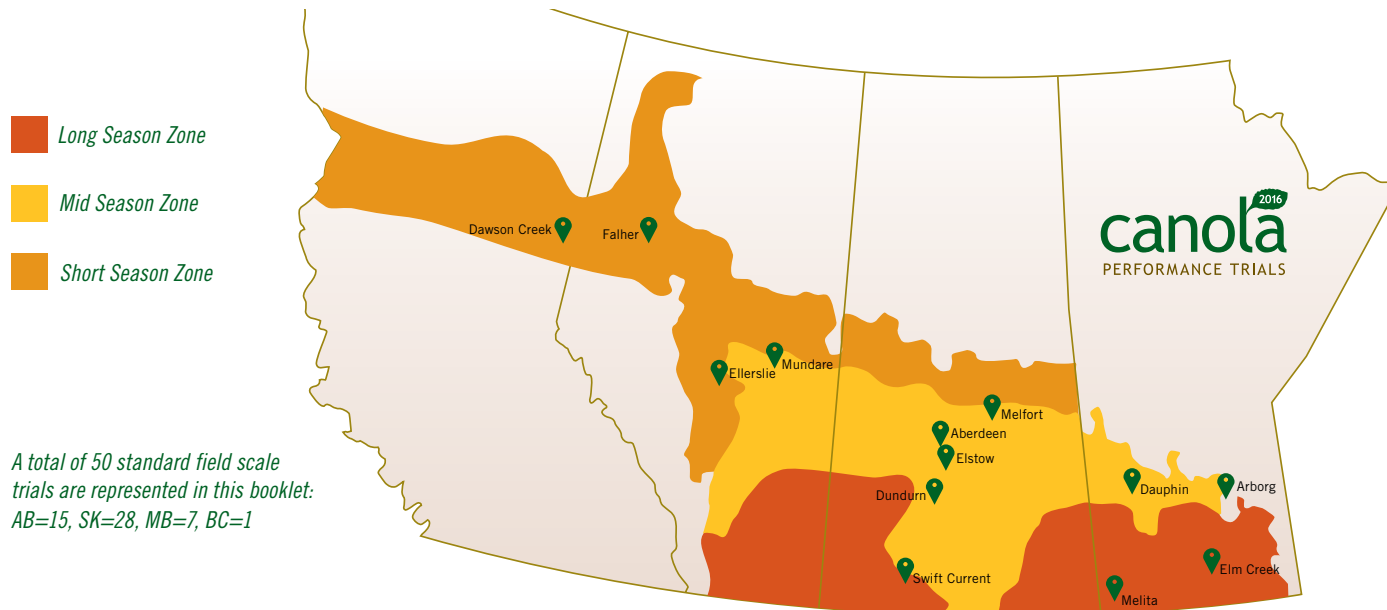 Long Season Zone
Mid Season Zone
Short Season Zone
A total of 50 standard field scale
trials are represented in this booklet:
AB=15, SK=28, MB=7, BC=1
2016
canola
PERFORMANCE TRIALS
Dawson Creek
Falher
Mundare
Ellerslie
Melfort
Aberdeen
Elstow
Dundurn
Dauphin
Arborg
Swift Current
Elm Creek
Melita